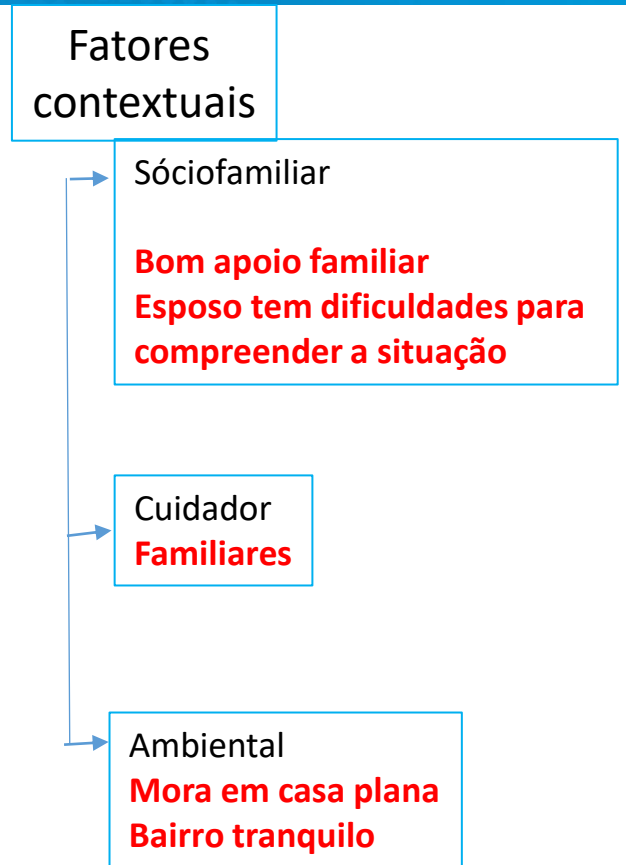 Fatores
contextuais
Sóciofamiliar
Bom apoio familiar
Esposo tem dificuldades para
compreender a situação
Cuidador
Familiares
Ambiental
Mora em casa plana
Bairro tranquilo